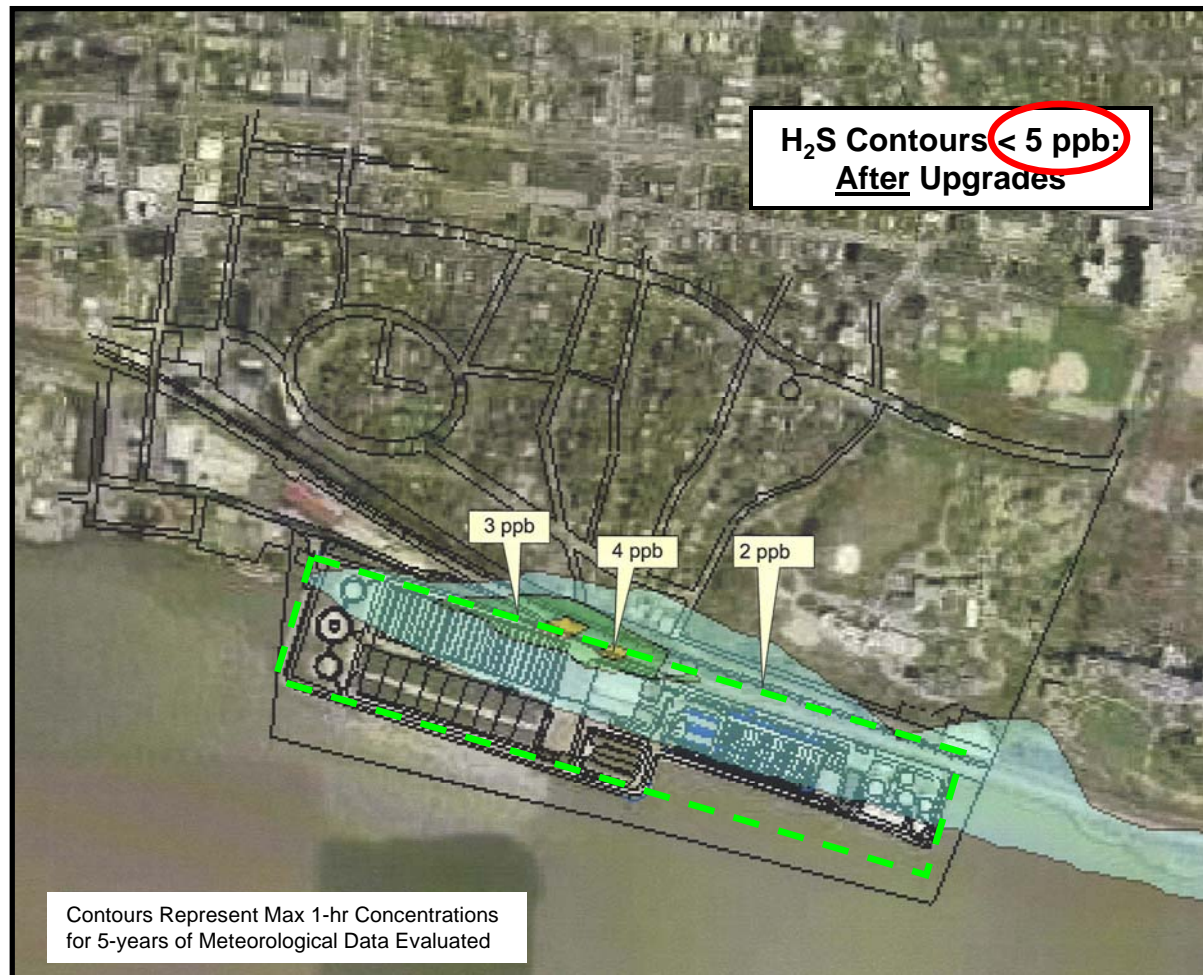 H₂S Contours < 5 ppb:
After Upgrades
3 ppb
4 ppb
2 ppb
Contours Represent Max 1-hr Concentrations
for 5-years of Meteorological Data Evaluated